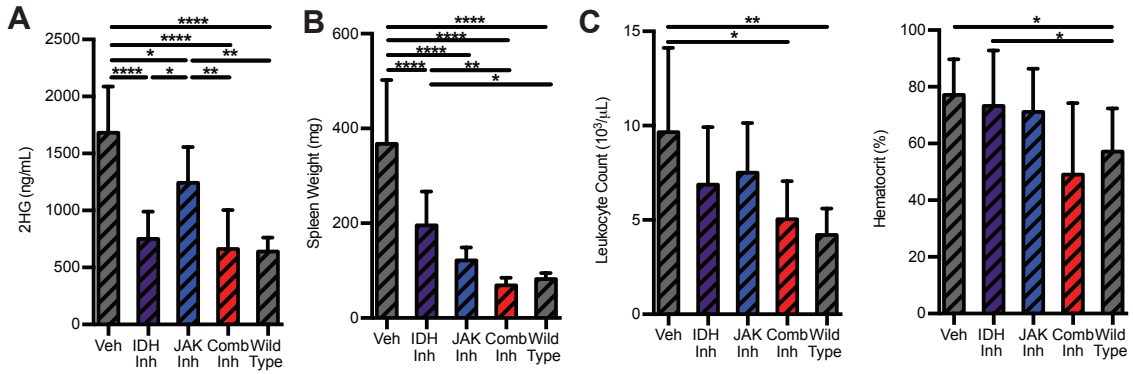 A
****
****
* **
**** * **
2HG (ng/mL)
2500
2000
1500
1000
500
0
Veh IDH Inh JAK Inh Comb Inh Wild Type
B
****
****
****
**** **
*
Spleen Weight (mg)
600
400
200
0
Veh IDH Inh JAK Inh Comb Inh Wild Type
C
**
*
Leukocyte Count (10³/μL)
15
10
5
0
Veh IDH Inh JAK Inh Comb Inh Wild Type
*
*
Hematocrit (%)
100
80
60
40
20
0
Veh IDH Inh JAK Inh Comb Inh Wild Type